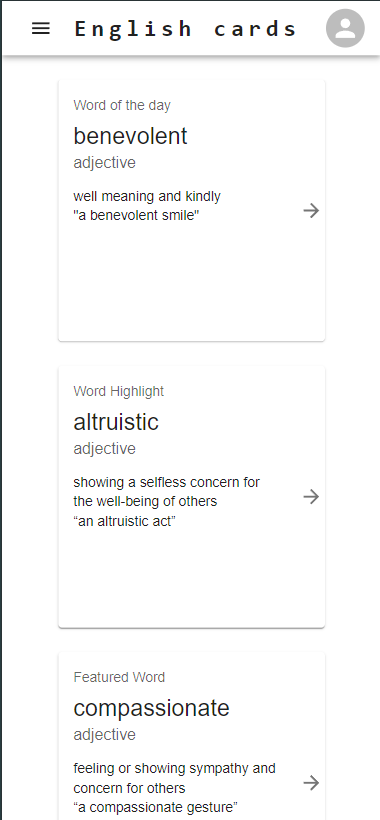 English cards
Word of the day
benevolent
adjective
well meaning and kindly
"a benevolent smile"
Word Highlight
altruistic
adjective
showing a selfless concern for
the well-being of others
“an altruistic act”
Featured Word
compassionate
adjective
feeling or showing sympathy and
concern for others
“a compassionate gesture”